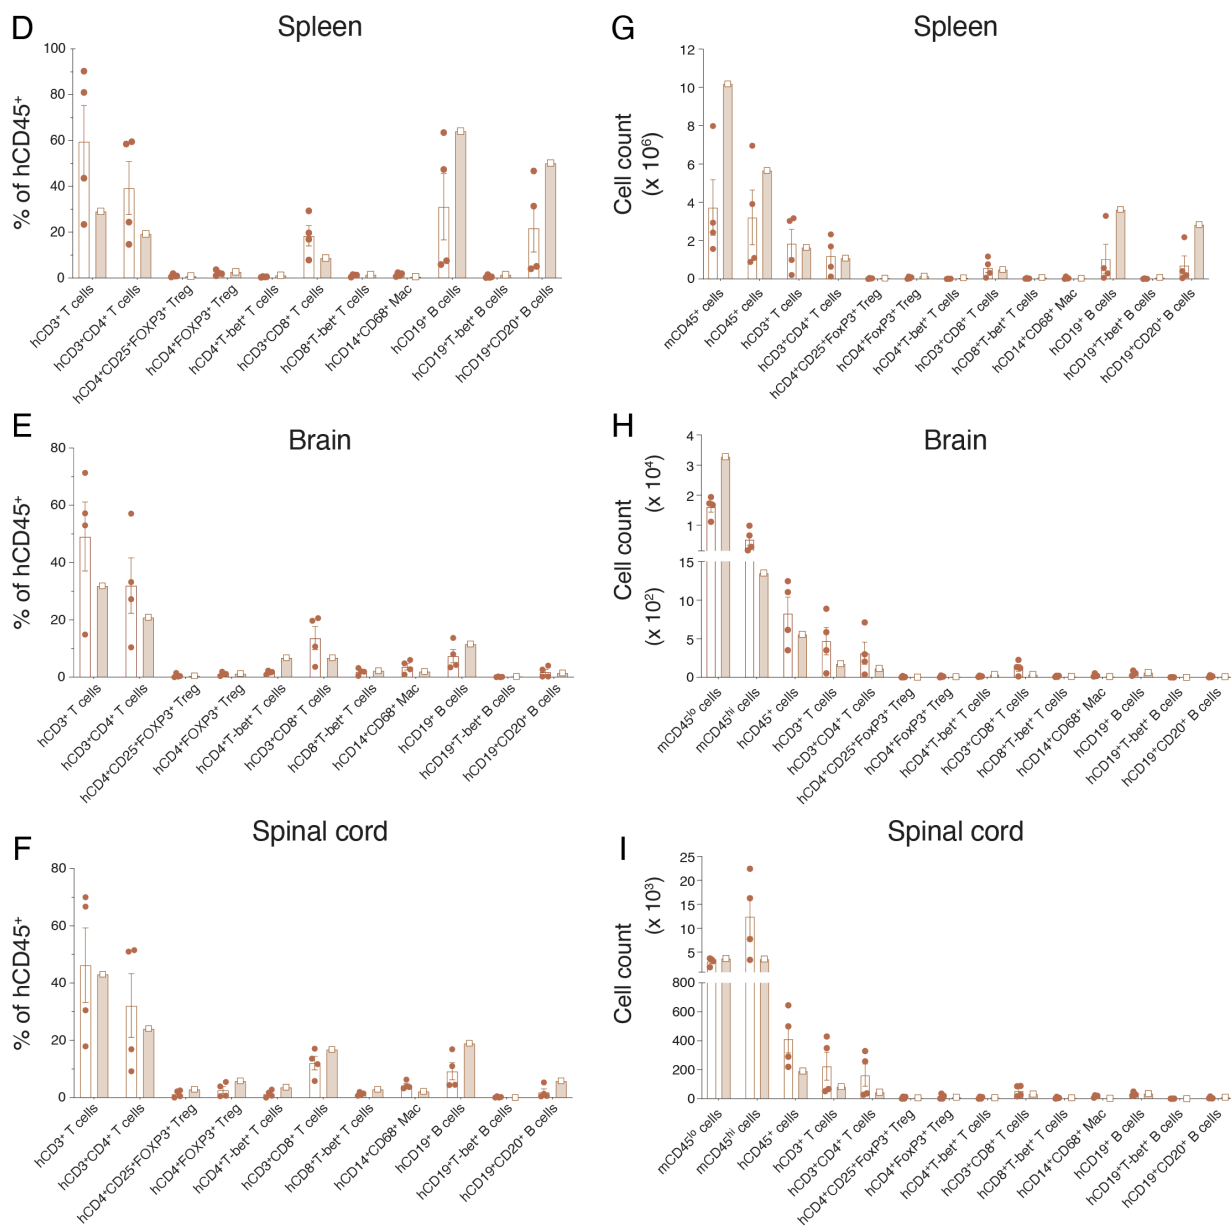 D
Spleen
% of hCD45⁺
100
80
60
40
20
0
hCD3⁺ T cells
hCD3⁺CD4⁺ T cells
hCD4⁺CD25⁺FOXP3⁺ Treg
hCD4⁺FOXP3⁺ Treg
hCD4⁺T-bet⁺ T cells
hCD3⁺CD8⁺ T cells
hCD8⁺T-bet⁺ T cells
hCD14⁺CD68⁺ Mac
hCD19⁺ B cells
hCD19⁺T-bet⁺ B cells
hCD19⁺CD20⁺ B cells
G
Spleen
Cell count
(x 10⁶)
12
10
8
6
4
2
0
mCD45⁺ cells
hCD45⁺ cells
hCD3⁺ T cells
hCD3⁺CD4⁺ T cells
hCD4⁺CD25⁺FoxP3⁺ Treg
hCD4⁺FoxP3⁺ Treg
hCD4⁺T-bet⁺ T cells
hCD3⁺CD8⁺ T cells
hCD8⁺T-bet⁺ T cells
hCD14⁺CD68⁺ Mac
hCD19⁺ B cells
hCD19⁺T-bet⁺ B cells
hCD19⁺CD20⁺ B cells
E
Brain
% of hCD45⁺
80
60
40
20
0
hCD3⁺ T cells
hCD3⁺CD4⁺ T cells
hCD4⁺CD25⁺FOXP3⁺ Treg
hCD4⁺FOXP3⁺ Treg
hCD4⁺T-bet⁺ T cells
hCD3⁺CD8⁺ T cells
hCD8⁺T-bet⁺ T cells
hCD14⁺CD68⁺ Mac
hCD19⁺ B cells
hCD19⁺T-bet⁺ B cells
hCD19⁺CD20⁺ B cells
H
Brain
Cell count
(x 10²)
(x 10⁴)
4
3
2
1
15
10
5
0
mCD45ˡᵒ cells
mCD45ʰⁱ cells
hCD45⁺ cells
hCD3⁺ T cells
hCD3⁺CD4⁺ T cells
hCD4⁺CD25⁺FoxP3⁺ Treg
hCD4⁺FoxP3⁺ Treg
hCD4⁺T-bet⁺ T cells
hCD3⁺CD8⁺ T cells
hCD8⁺T-bet⁺ T cells
hCD14⁺CD68⁺ Mac
hCD19⁺ B cells
hCD19⁺T-bet⁺ B cells
hCD19⁺CD20⁺ B cells
F
Spinal cord
% of hCD45⁺
80
60
40
20
0
hCD3⁺ T cells
hCD3⁺CD4⁺ T cells
hCD4⁺CD25⁺FOXP3⁺ Treg
hCD4⁺FOXP3⁺ Treg
hCD4⁺T-bet⁺ T cells
hCD3⁺CD8⁺ T cells
hCD8⁺T-bet⁺ T cells
hCD14⁺CD68⁺ Mac
hCD19⁺ B cells
hCD19⁺T-bet⁺ B cells
hCD19⁺CD20⁺ B cells
I
Spinal cord
Cell count
(x 10³)
25
20
15
10
5
800
600
400
200
0
mCD45ˡᵒ cells
mCD45ʰⁱ cells
hCD45⁺ cells
hCD3⁺ T cells
hCD3⁺CD4⁺ T cells
hCD4⁺CD25⁺FoxP3⁺ Treg
hCD4⁺FoxP3⁺ Treg
hCD4⁺T-bet⁺ T cells
hCD3⁺CD8⁺ T cells
hCD8⁺T-bet⁺ T cells
hCD14⁺CD68⁺ Mac
hCD19⁺ B cells
hCD19⁺T-bet⁺ B cells
hCD19⁺CD20⁺ B cells